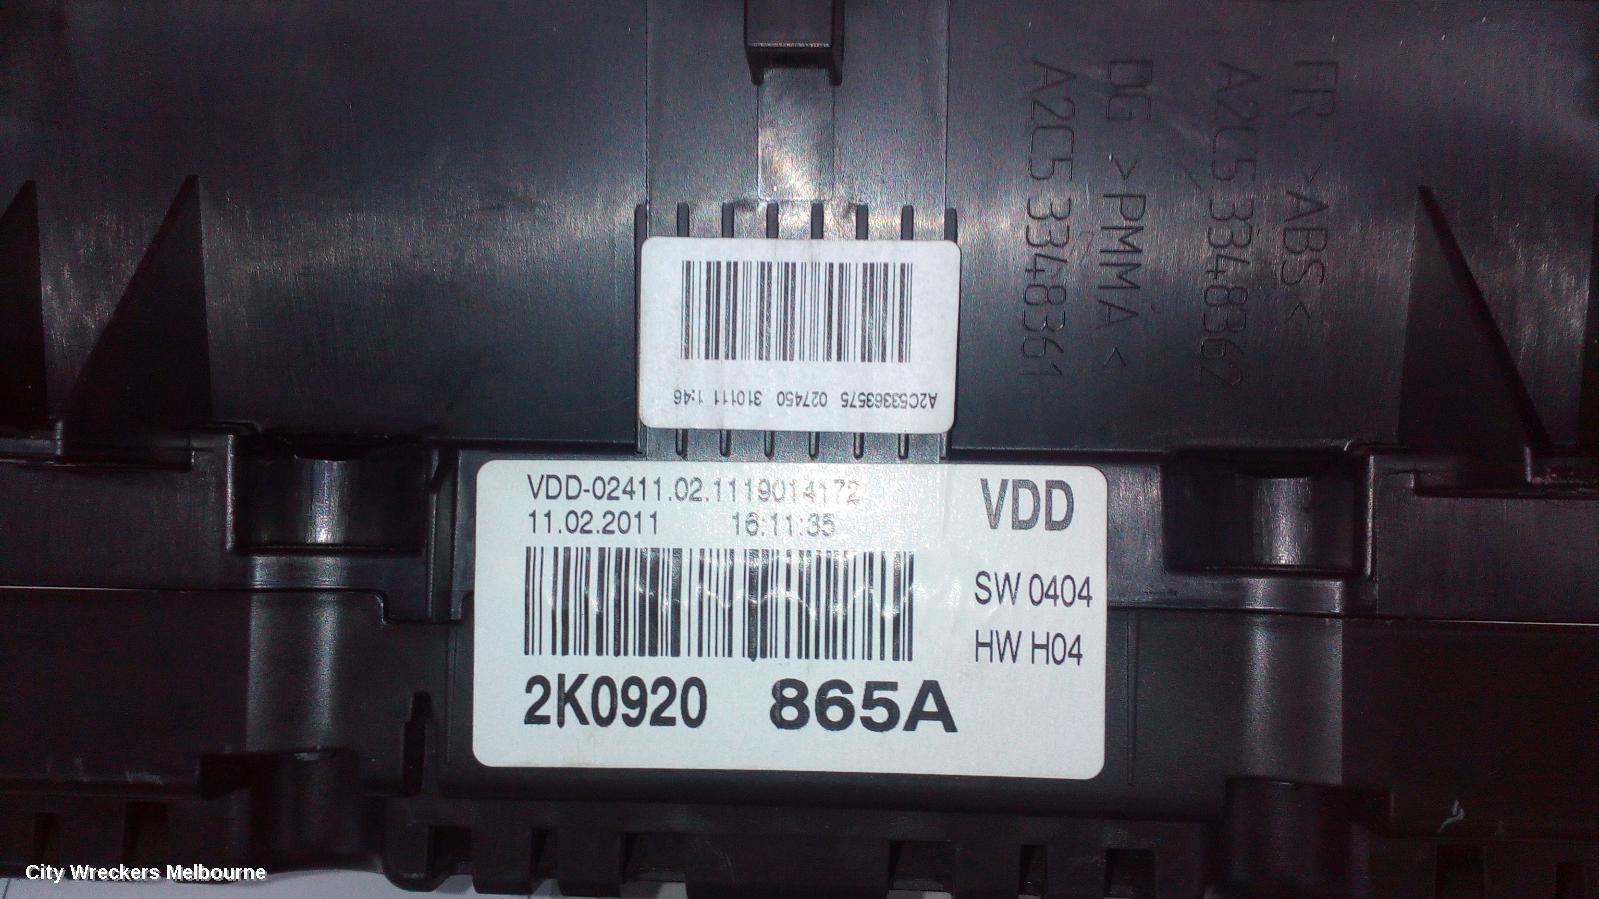 FR >ABS<
A2C5 3348362
DG >PMMA<
A2C5 3348361
A2C53363575 027450 310111 1:46
VDD-02411.02.1119014172
11.02.2011 16:11:35
VDD
SW 0404
HW H04
2K0920 865A
City Wreckers Melbourne